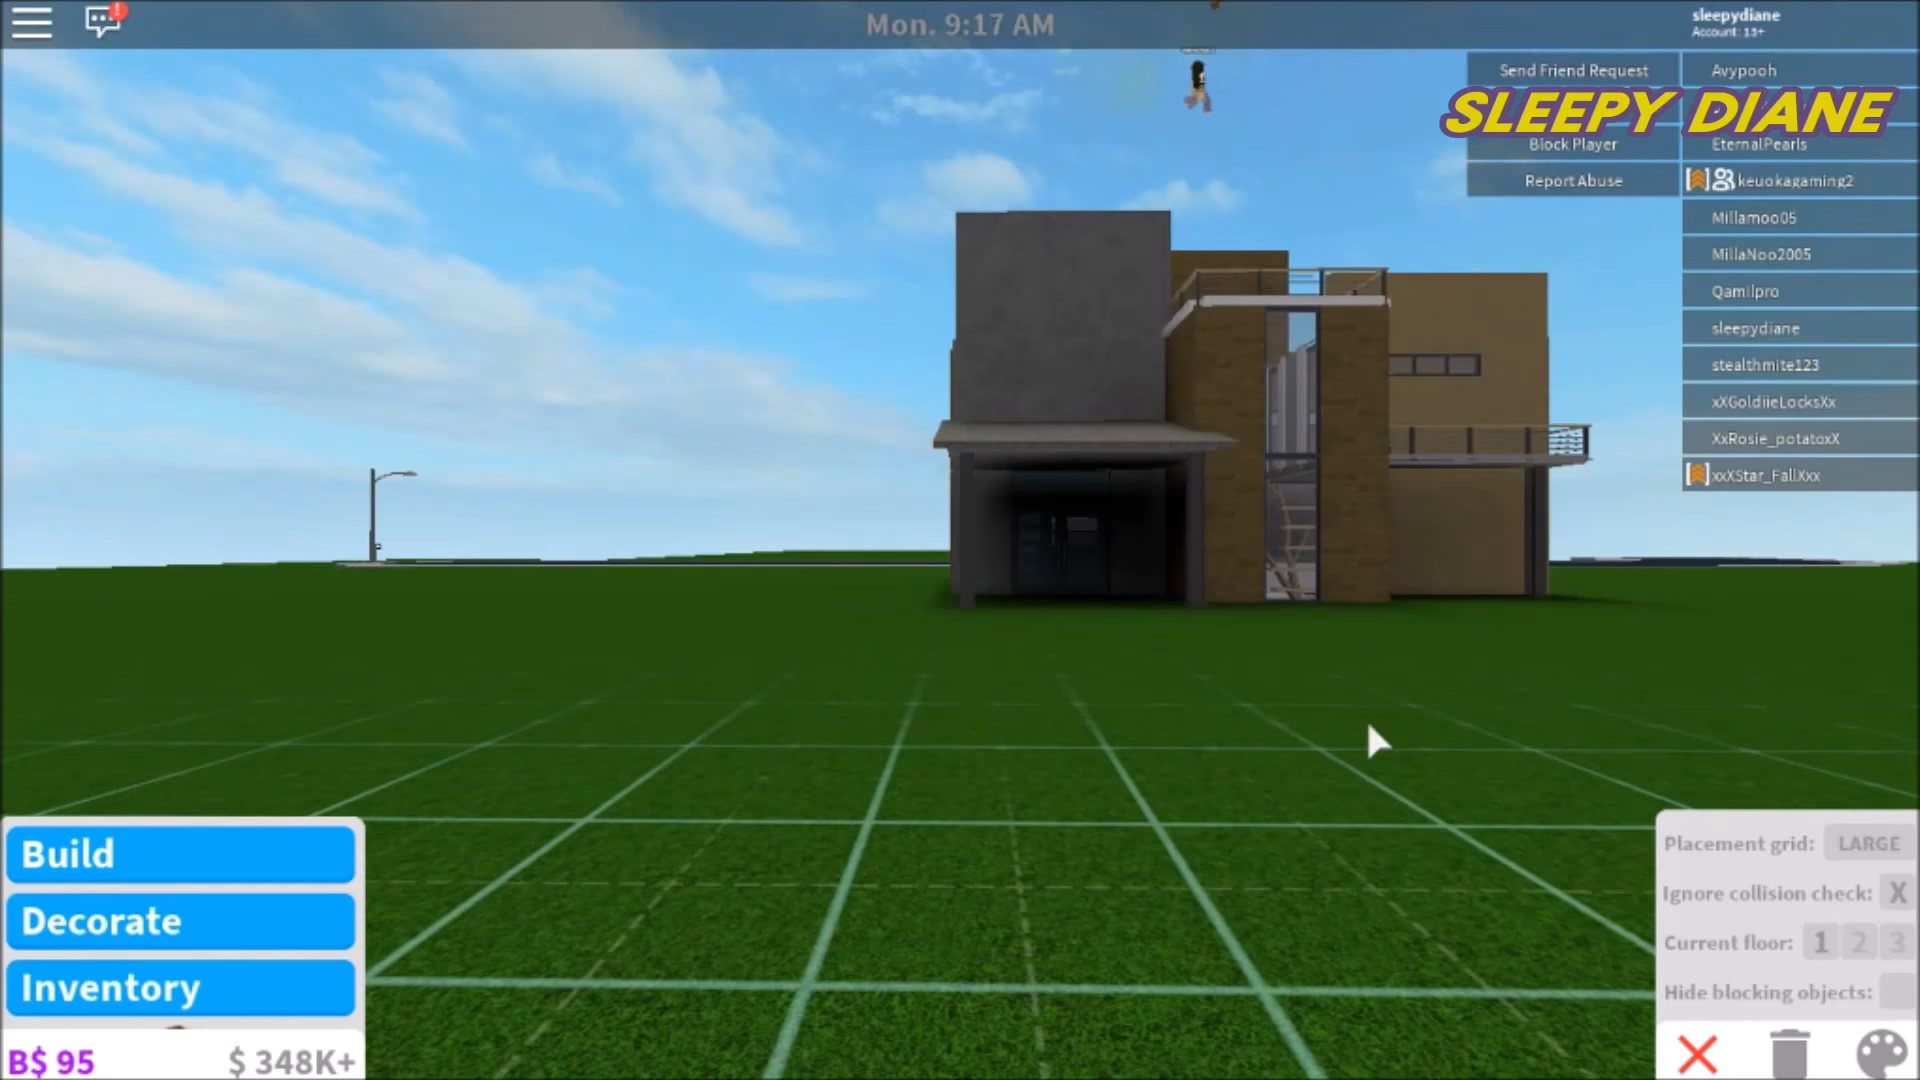 Mon. 9:17 AM
sleepydiane
Account: 13+
Send Friend Request
Avypooh
SLEEPY DIANE
Block Player
EternalPearls
Report Abuse
keuokagaming2
Millamoo05
MillaNoo2005
Qamilpro
sleepydiane
stealthmite123
xXGoldiieLocksXx
XxRosie_potatoxX
xxXStar_FallXxx
Build
Decorate
Inventory
B$ 95
$ 348K+
Placement grid: LARGE
Ignore collision check: X
Current floor: 1 2 3
Hide blocking objects: